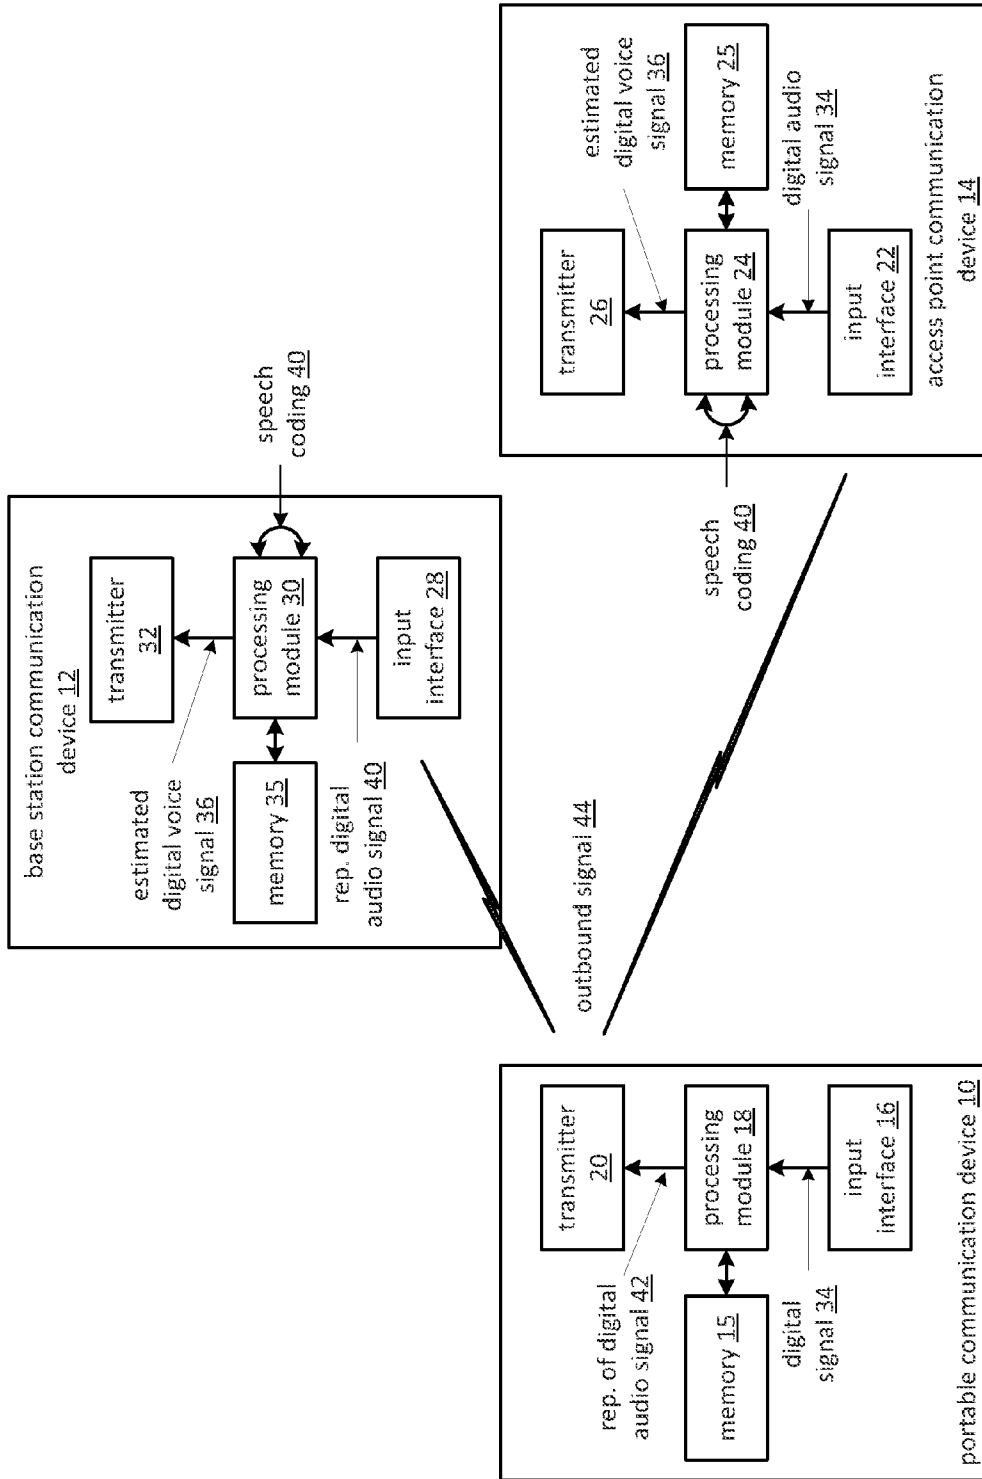 base station communication
device 12
transmitter
32
estimated
digital voice
signal 36
processing
module 30
speech
coding 40
memory 35
rep. digital
audio signal 40
input
interface 28
outbound signal 44
transmitter
20
rep. of digital
audio signal 42
processing
module 18
memory 15
digital
signal 34
input
interface 16
portable communication device 10
transmitter
26
estimated
digital voice
signal 36
speech
coding 40
processing
module 24
memory 25
digital audio
signal 34
input
interface 22
access point communication
device 14